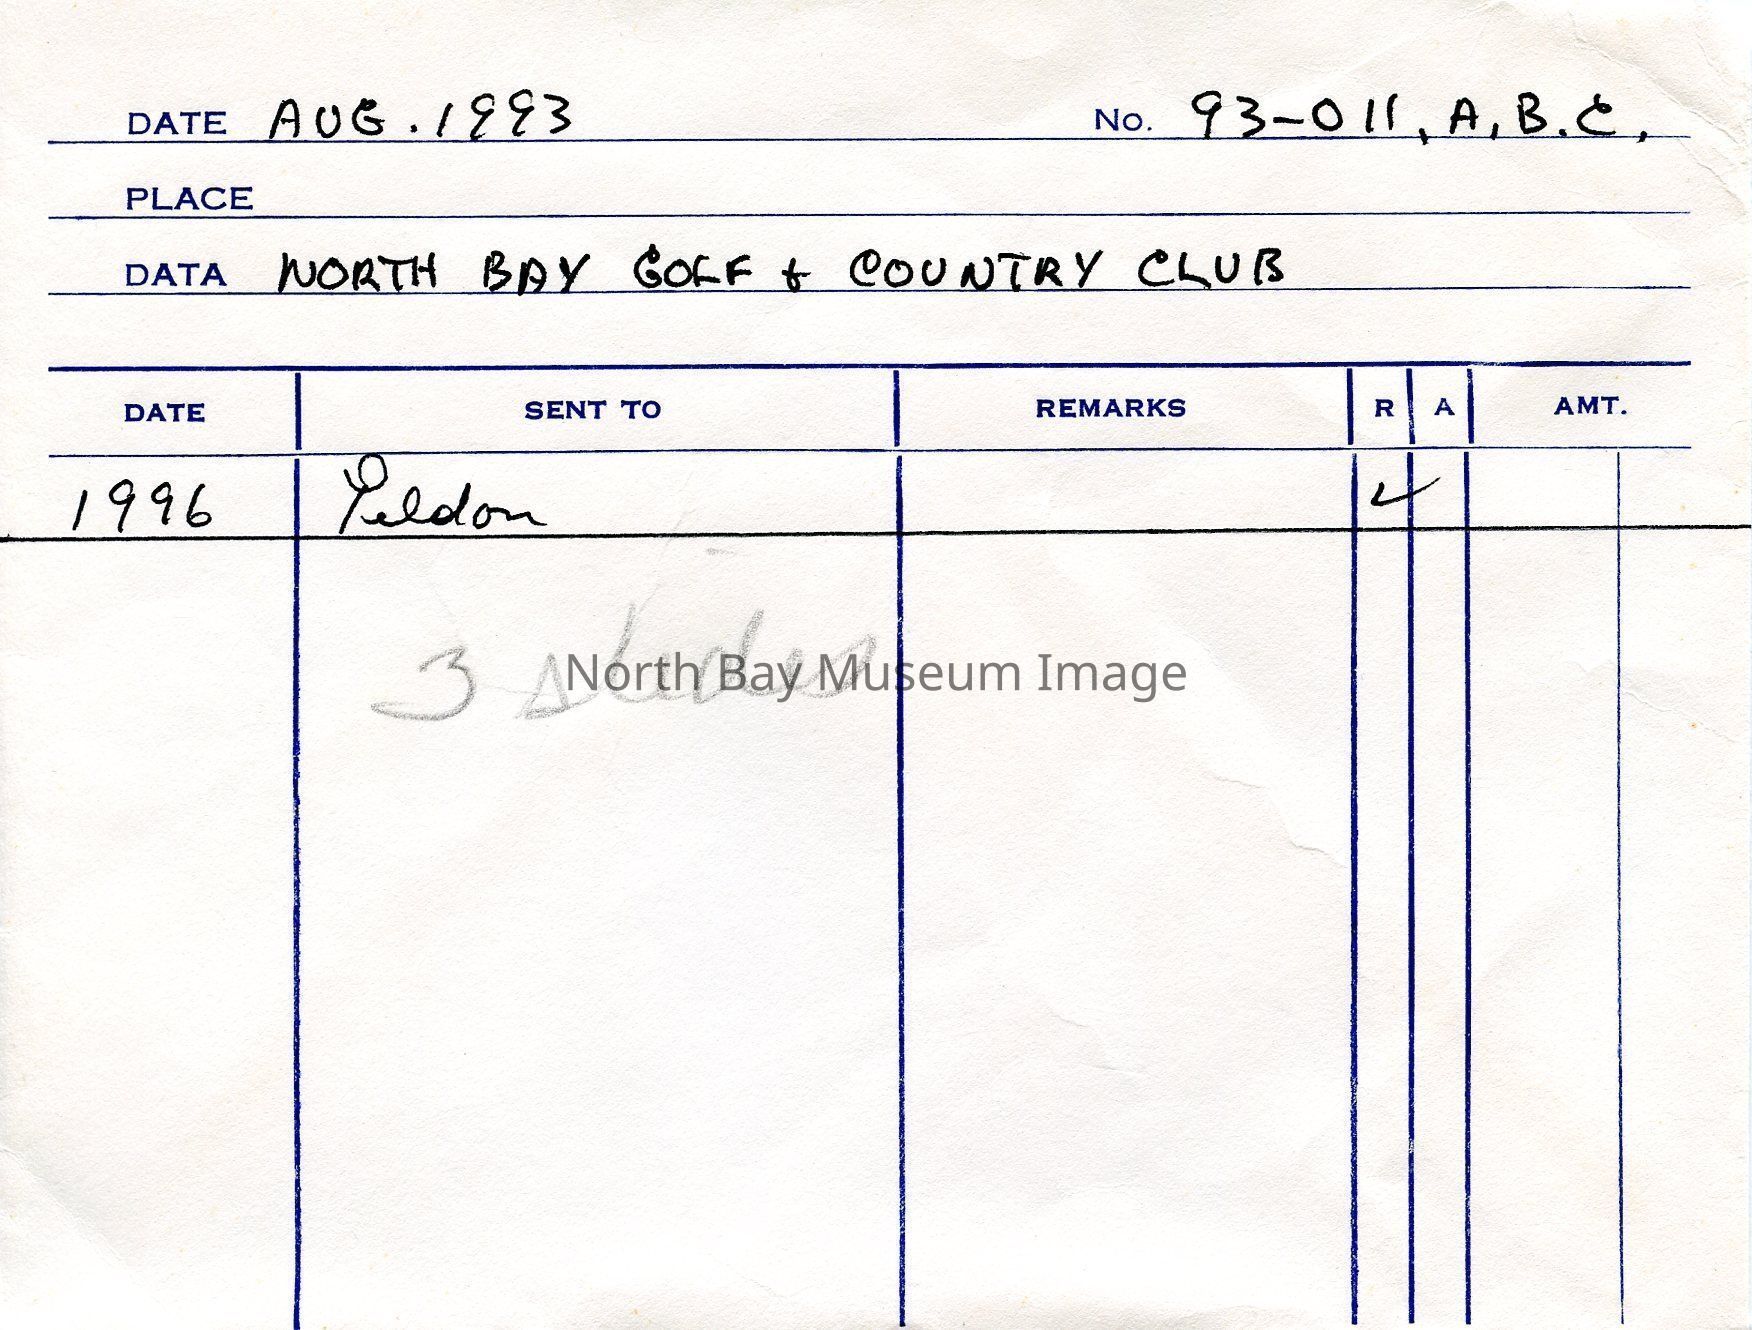 DATE AUG. 1993 No. 93-011, A, B. C,
PLACE
DATA NORTH BAY GOLF & COUNTRY CLUB
DATE SENT TO REMARKS R A AMT.
1996 Yeldon ✓
3 slides
North Bay Museum Image